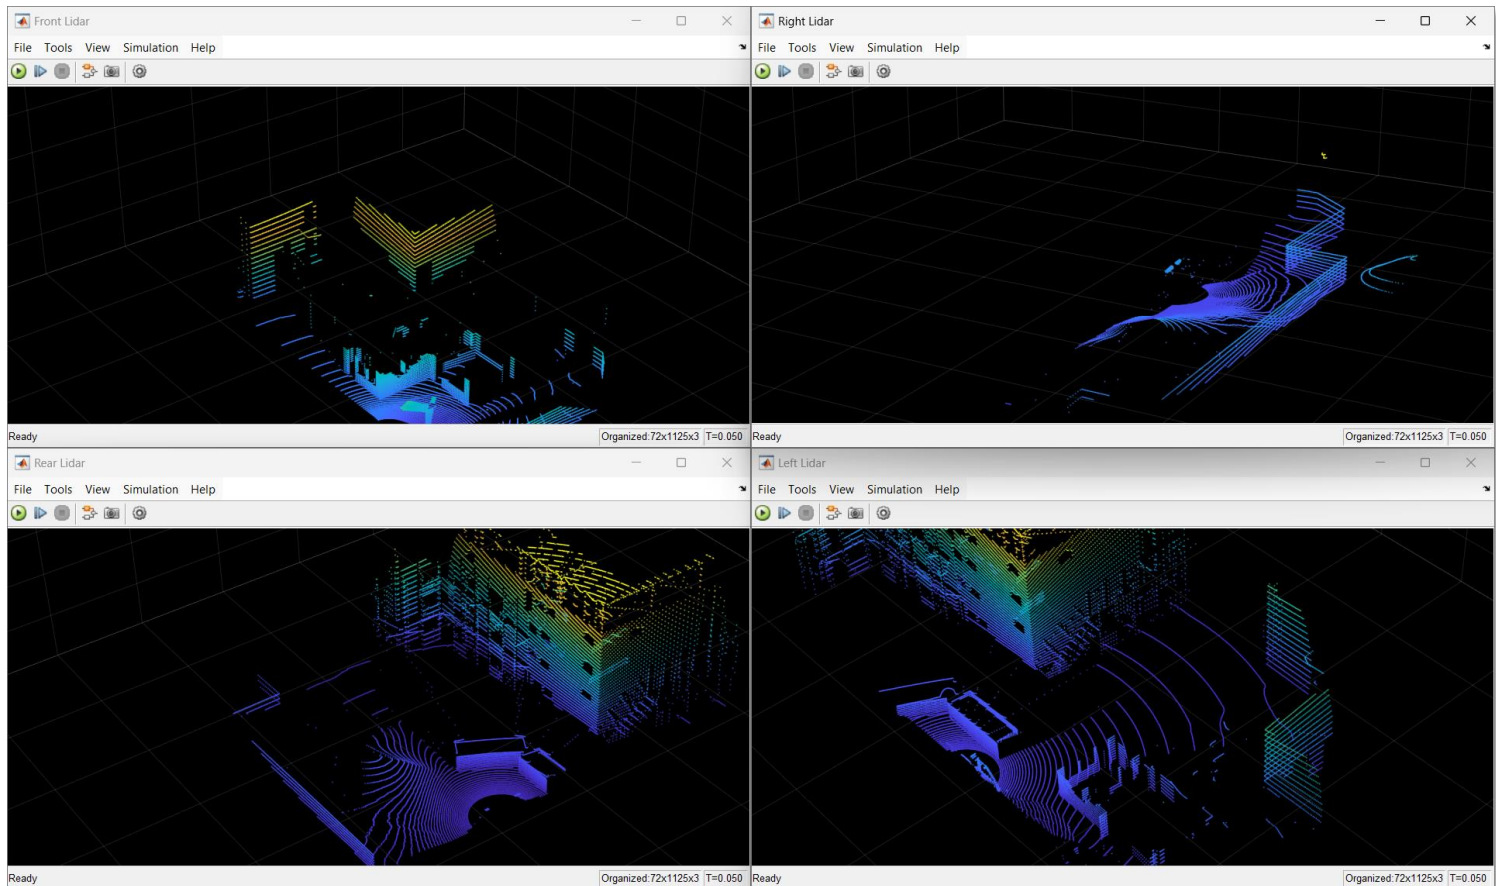 Front Lidar
File Tools View Simulation Help
Ready
Organized:72x1125x3 T=0.050
Right Lidar
File Tools View Simulation Help
Ready
Organized:72x1125x3 T=0.050
Rear Lidar
File Tools View Simulation Help
Ready
Organized:72x1125x3 T=0.050
Left Lidar
File Tools View Simulation Help
Ready
Organized:72x1125x3 T=0.050